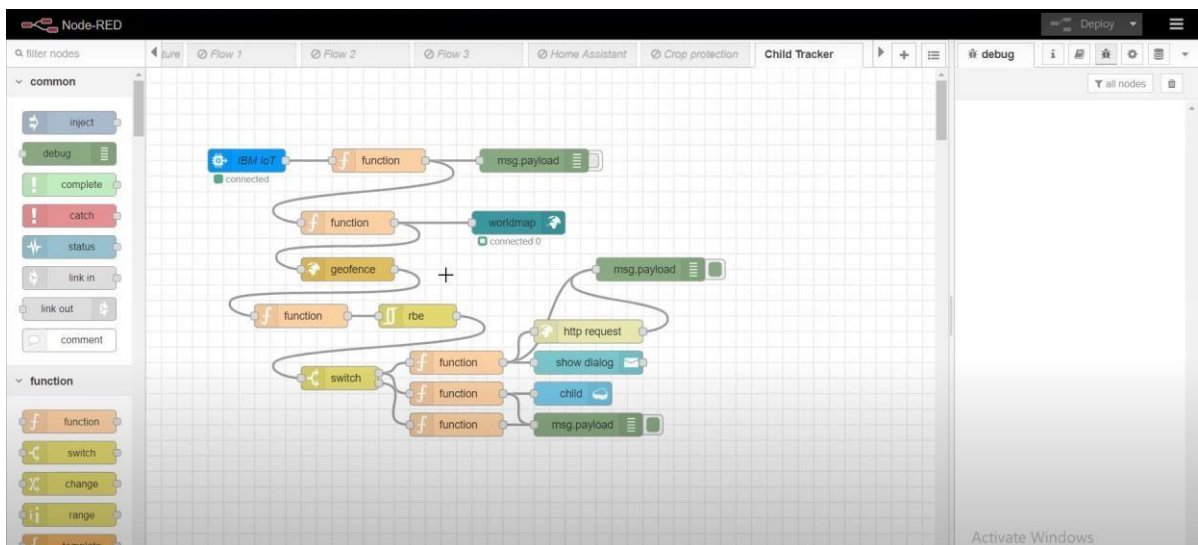 Node-RED
Deploy
filter nodes
ture
Flow 1
Flow 2
Flow 3
Home Assistant
Crop protection
Child Tracker
debug
i
all nodes
common
inject
debug
complete
catch
status
link in
link out
comment
function
function
switch
change
range
template
IBM IoT
connected
function
msg.payload
function
worldmap
connected 0
geofence
msg.payload
function
rbe
http request
switch
function
show dialog
function
child
function
msg.payload
Activate Windows